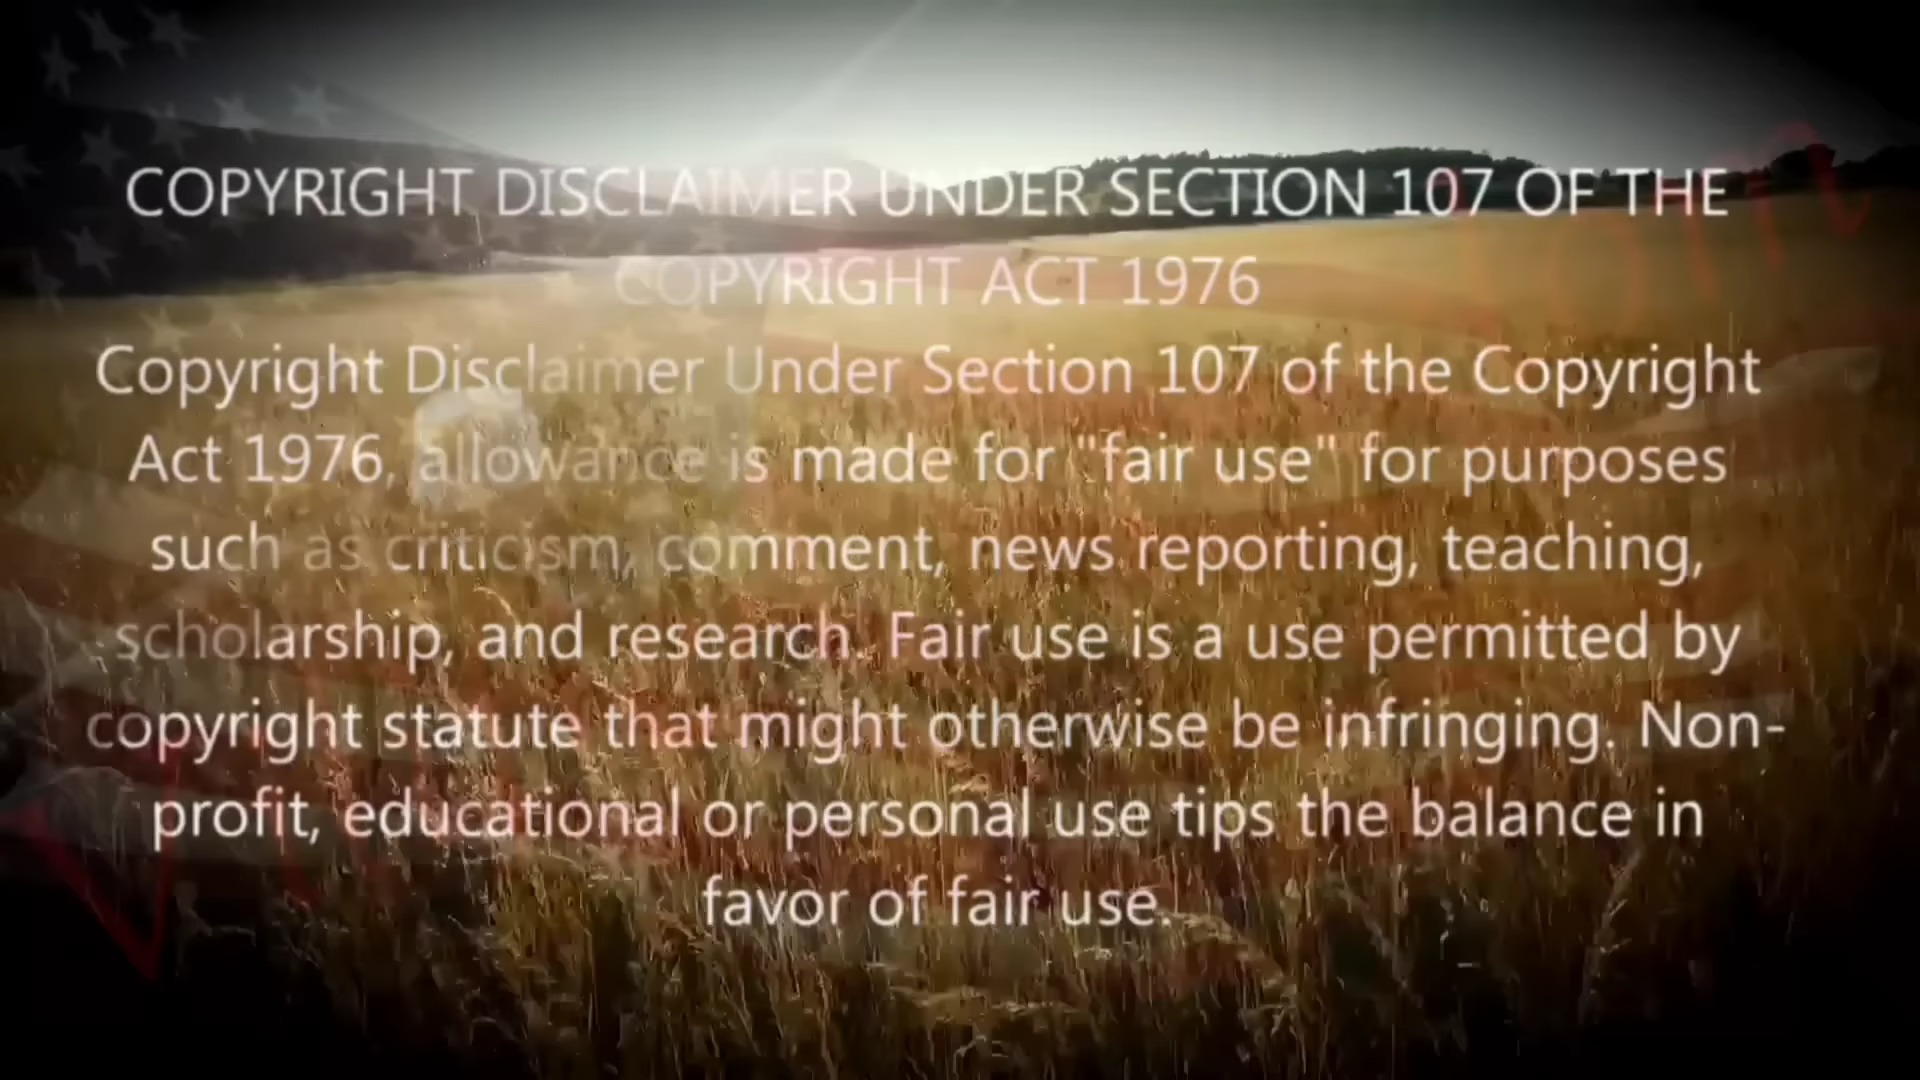 COPYRIGHT DISCLAIMER UNDER SECTION 107 OF THE
COPYRIGHT ACT 1976
Copyright Disclaimer Under Section 107 of the Copyright
Act 1976, allowance is made for "fair use" for purposes
such as criticism, comment, news reporting, teaching,
scholarship, and research. Fair use is a use permitted by
copyright statute that might otherwise be infringing. Non-
profit, educational or personal use tips the balance in
favor of fair use.